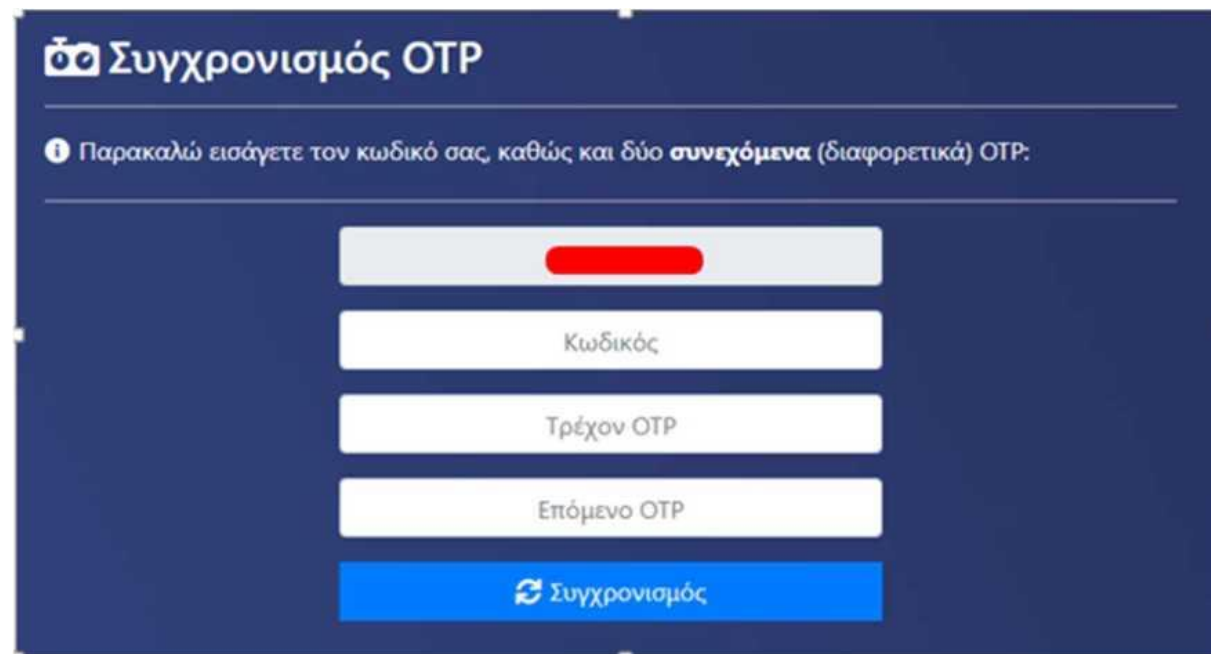 Συγχρονισμός OTP
Παρακαλώ εισάγετε τον κωδικό σας, καθώς και δύο συνεχόμενα (διαφορετικά) OTP:
Κωδικός
Τρέχον OTP
Επόμενο OTP
Συγχρονισμός